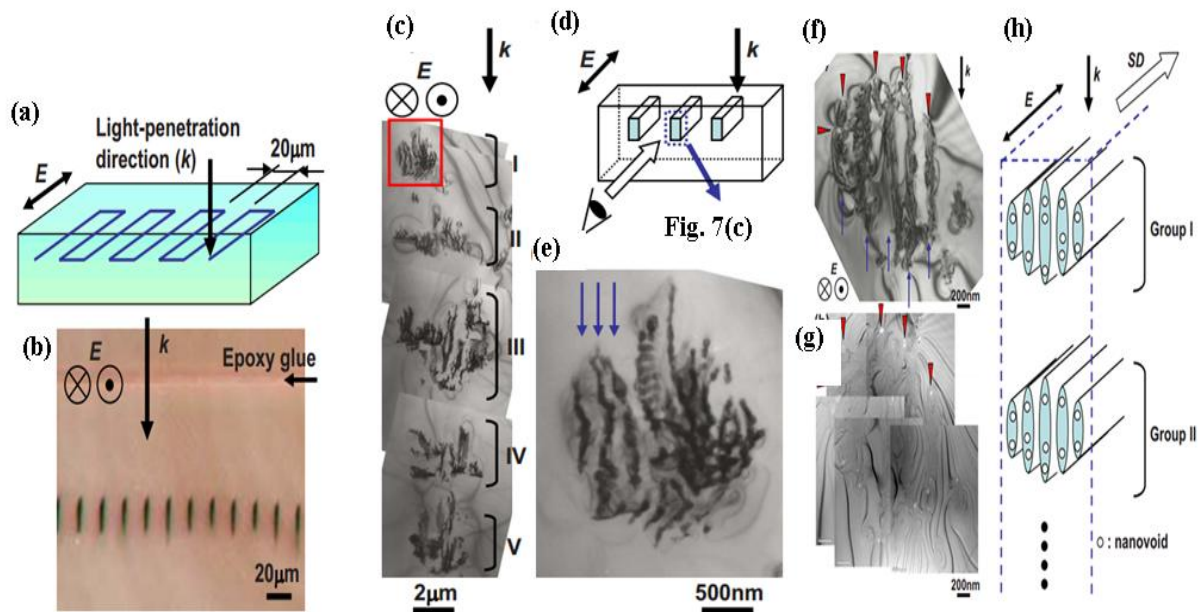 (a)
Light-penetration
direction (k)
20μm
E
(b)
E
k
Epoxy glue
20μm
(c)
k
E
I
II
III
IV
V
2μm
(d)
k
E
Fig. 7(c)
(e)
500nm
(f)
k
E
200nm
(g)
200nm
(h)
SD
k
E
Group I
Group II
: nanovoid